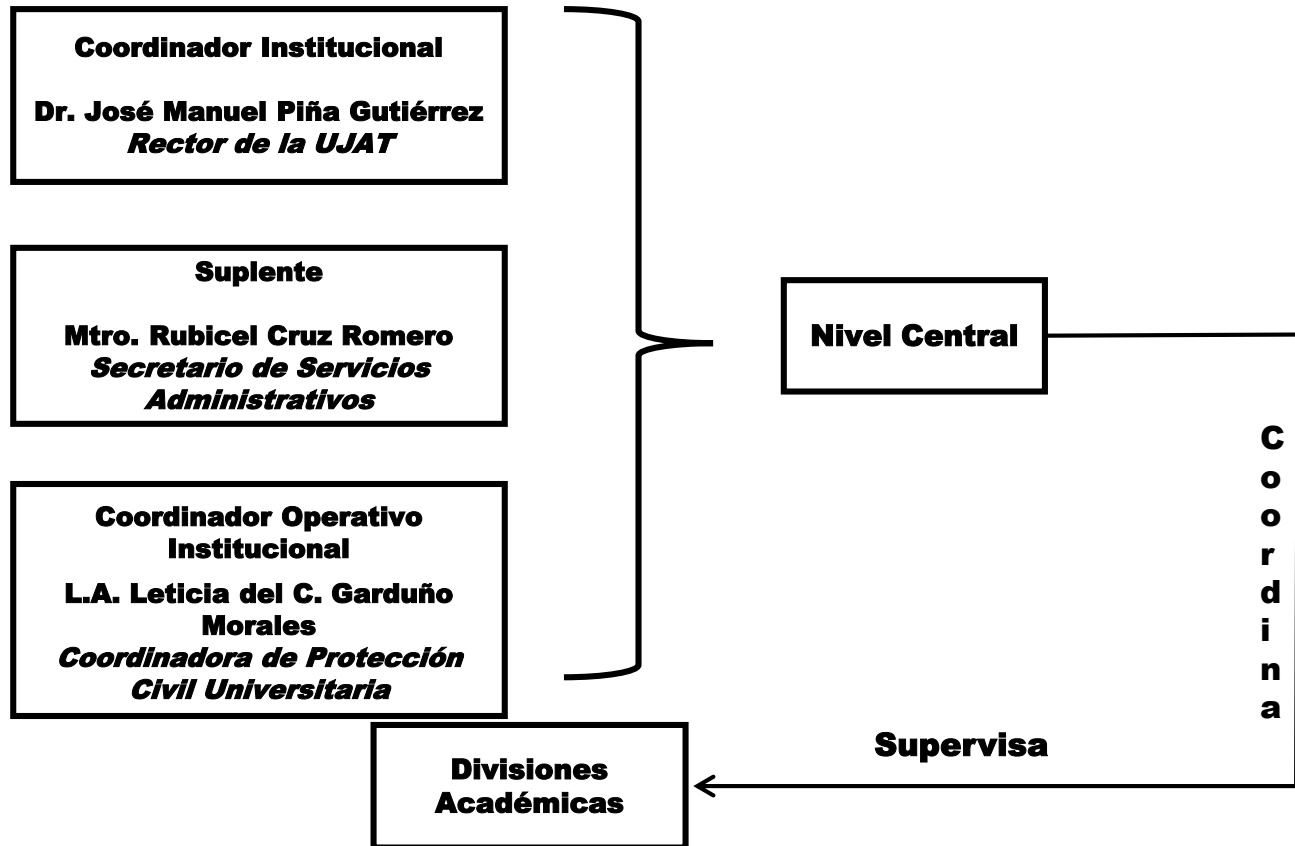 Coordinador Institucional
Dr. José Manuel Piña Gutiérrez
Rector de la UJAT
Suplente
Mtro. Rubicel Cruz Romero
Secretario de Servicios
Administrativos
Coordinador Operativo
Institucional
L.A. Leticia del C. Garduño
Morales
Coordinadora de Protección
Civil Universitaria
Nivel Central
Coordina
Supervisa
Divisiones
Académicas